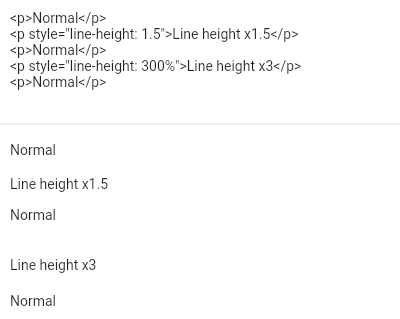 <p>Normal</p>
<p style="line-height: 1.5">Line height x1.5</p>
<p>Normal</p>
<p style="line-height: 300%">Line height x3</p>
<p>Normal</p>
Normal
Line height x1.5
Normal
Line height x3
Normal